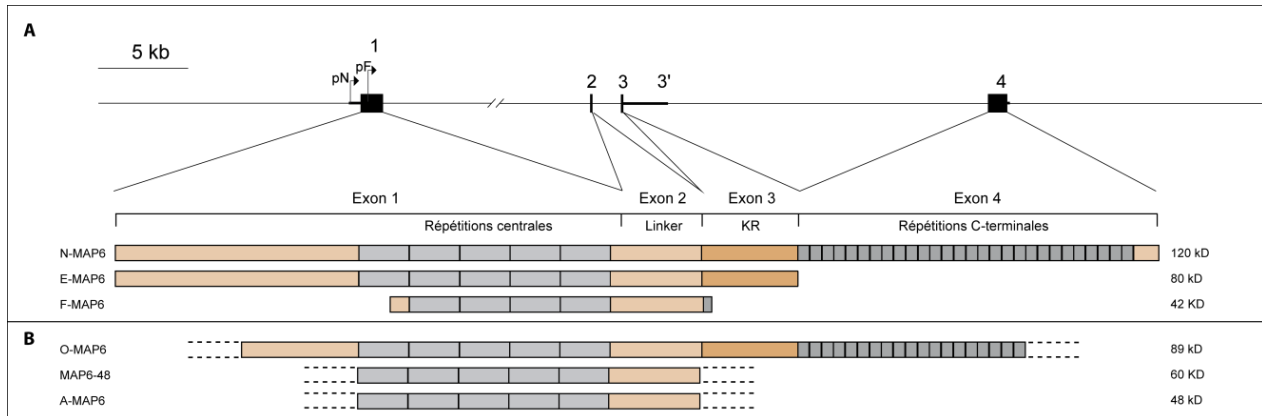 A
5 kb
1
pF
pN
2
3
3'
4
Exon 1
Exon 2
Exon 3
Exon 4
Répétitions centrales
Linker
KR
Répétitions C-terminales
N-MAP6
120 kD
E-MAP6
80 kD
F-MAP6
42 KD
B
O-MAP6
89 kD
MAP6-48
60 KD
A-MAP6
48 kD